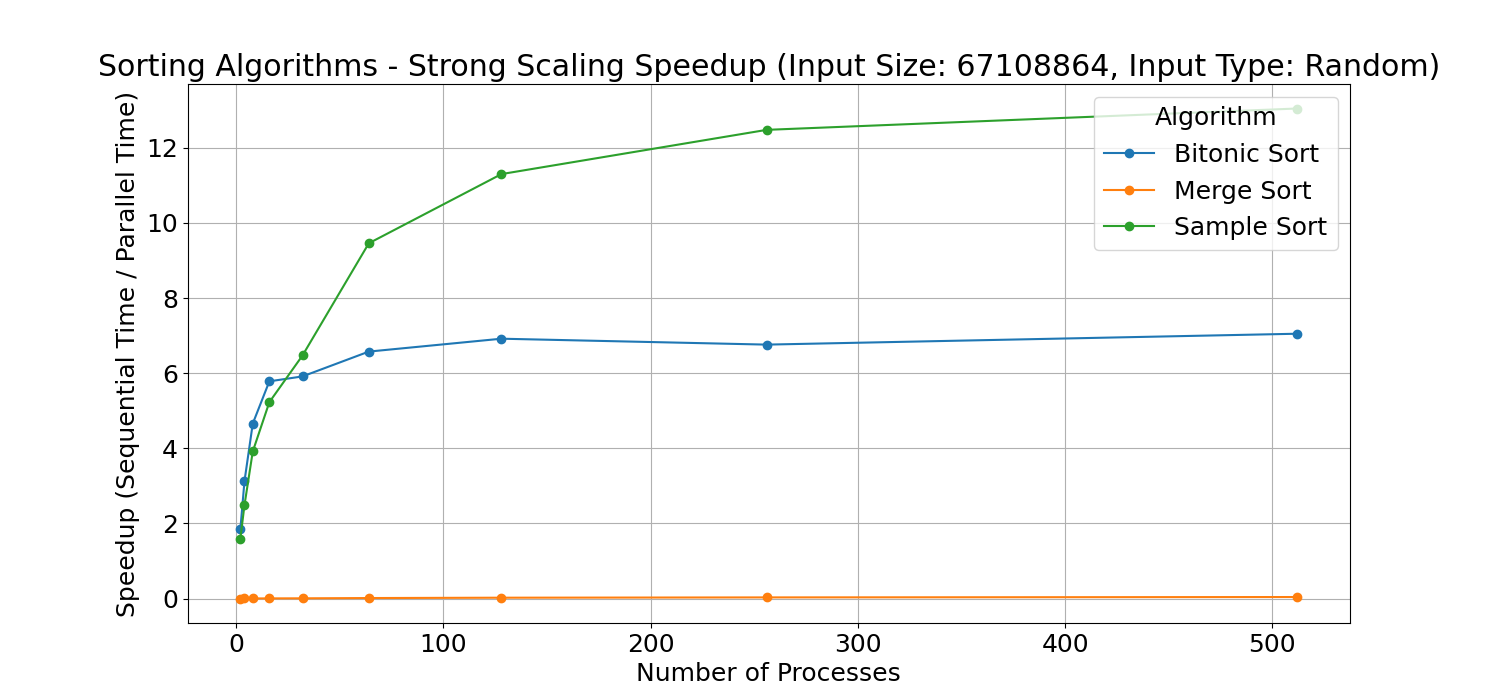 Sorting Algorithms - Strong Scaling Speedup (Input Size: 67108864, Input Type: Random)
Speedup (Sequential Time / Parallel Time)
12
10
8
6
4
2
0
Algorithm
Bitonic Sort
Merge Sort
Sample Sort
0 100 200 300 400 500
Number of Processes